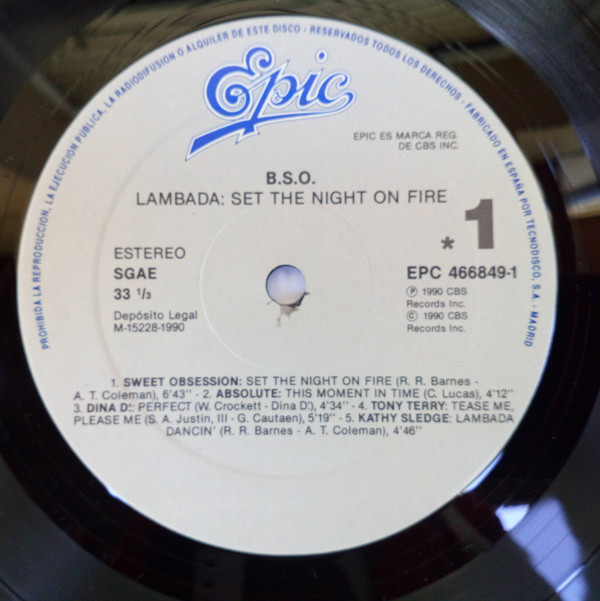 PROHIBIDA LA REPRODUCCION, LA EJECUCION PUBLICA, LA RADIODIFUSION O ALQUILER DE ESTE DISCO - RESERVADOS TODOS LOS DERECHOS - FABRICADO EN ESPAÑA POR TECNODISCO, S.A. - MADRID
Epic
EPIC ES MARCA REG.
DE CBS INC.
B.S.O.
LAMBADA: SET THE NIGHT ON FIRE
* 1
ESTEREO
SGAE
33 1/3
Depósito Legal
M-15228-1990
EPC 466849-1
Ⓟ 1990 CBS
Records Inc.
© 1990 CBS
Records Inc.
1. SWEET OBSESSION: SET THE NIGHT ON FIRE (R. R. Barnes -
A. T. Coleman), 6'43" - 2. ABSOLUTE: THIS MOMENT IN TIME (C. Lucas), 4'12"
3. DINA D.: PERFECT (W. Crockett - Dina D.), 4'34" - 4. TONY TERRY: TEASE ME,
PLEASE ME (S. A. Justin, III - G. Cautaen), 5'19" - 5. KATHY SLEDGE: LAMBADA
DANCIN' (R. R. Barnes - A. T. Coleman), 4'46"